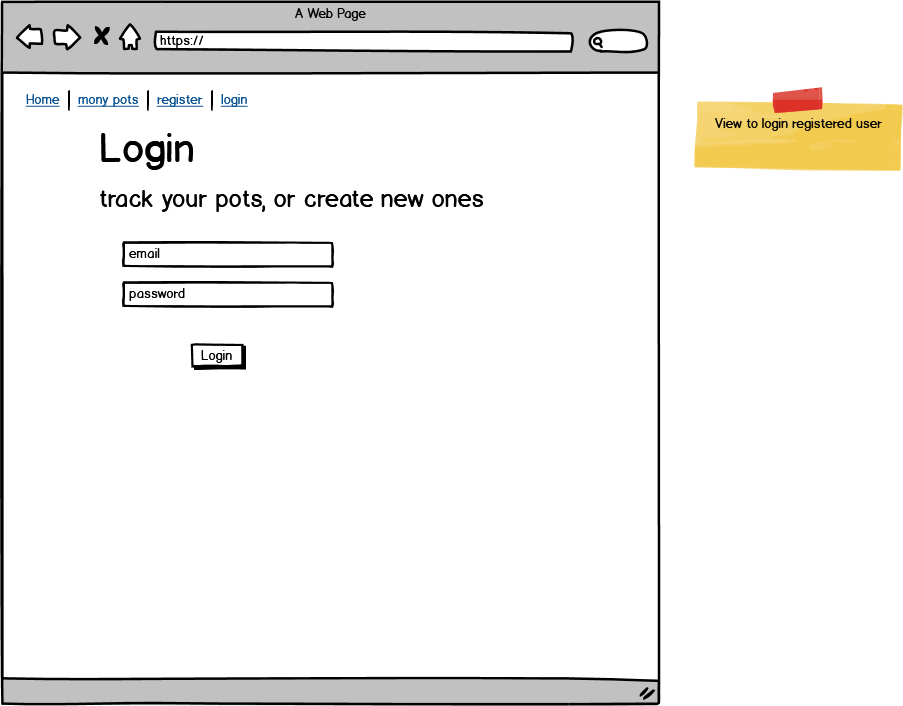 A Web Page
https://
Home mony pots register login
Login
track your pots, or create new ones
email
password
Login
View to login registered user